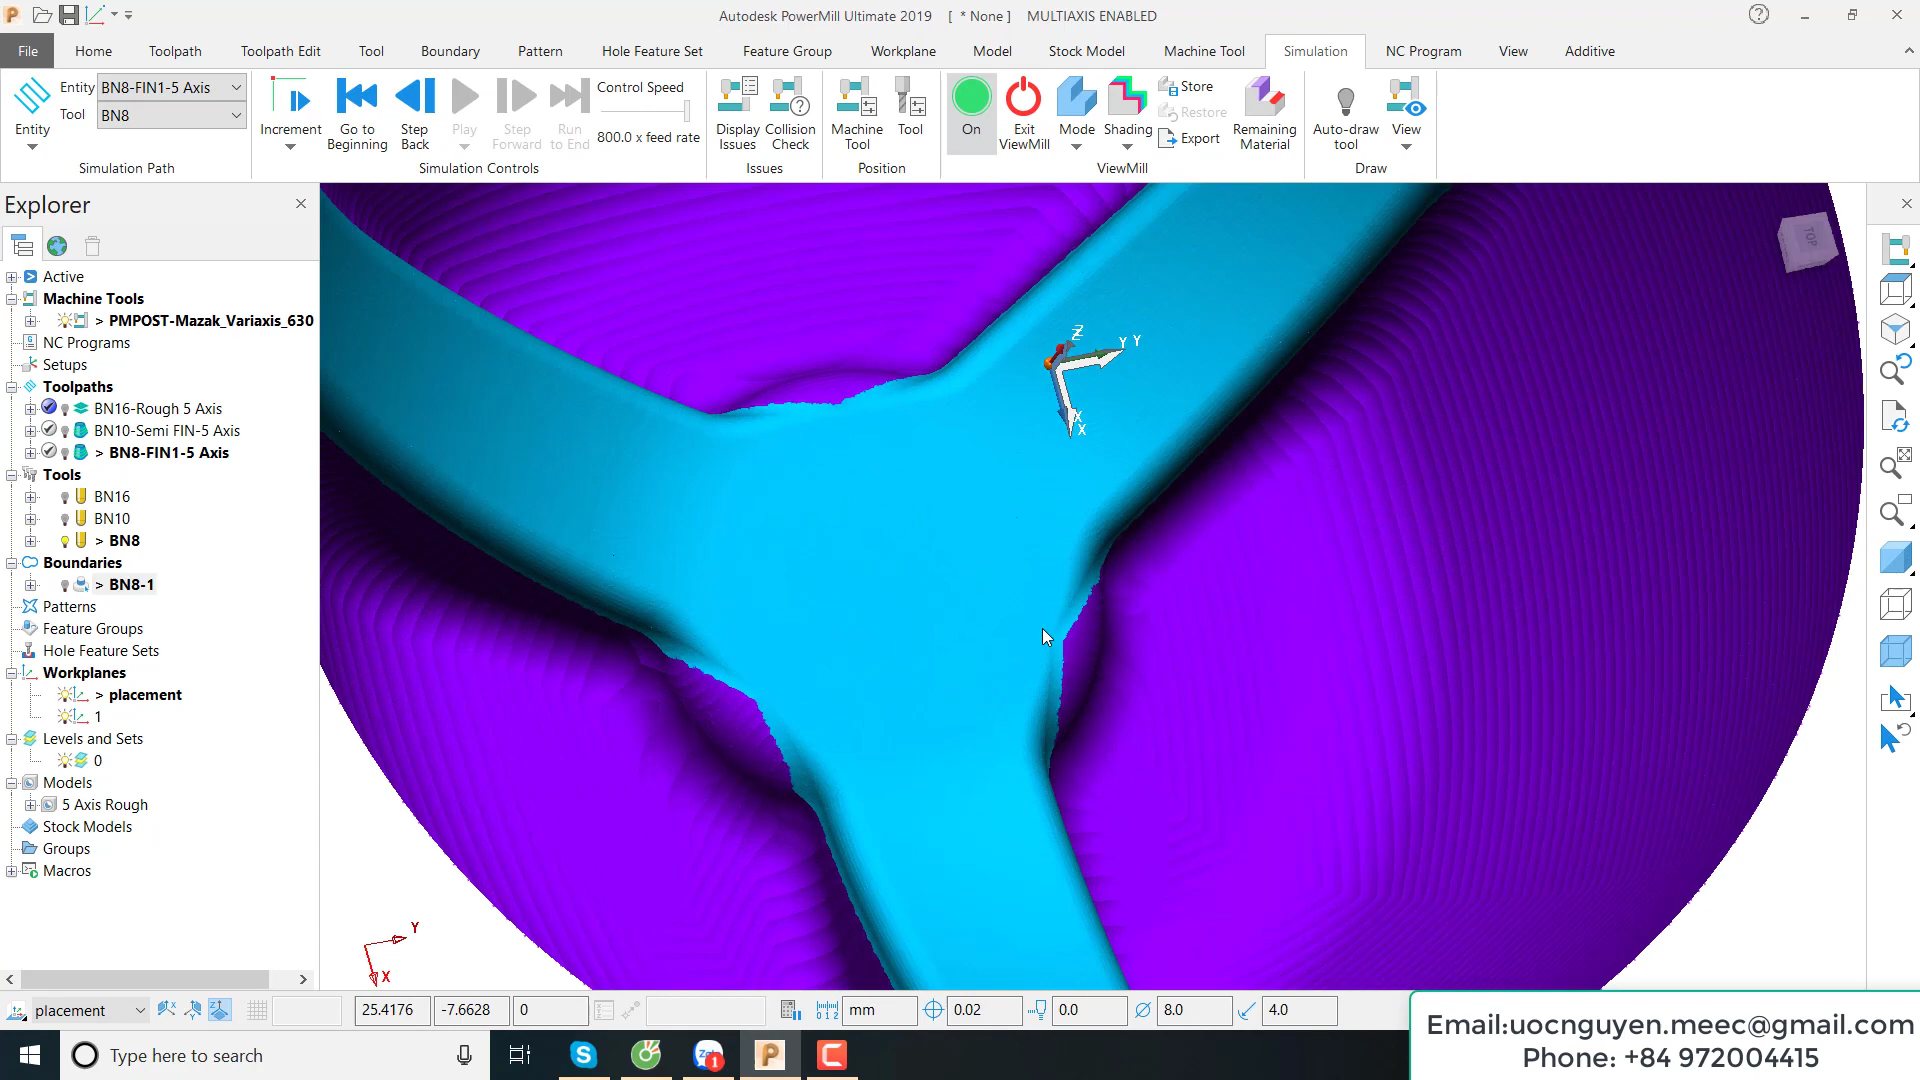 Autodesk PowerMill Ultimate 2019 [ * None ] MULTIAXIS ENABLED
File Home Toolpath Toolpath Edit Tool Boundary Pattern Hole Feature Set Feature Group Workplane Model Stock Model Machine Tool Simulation NC Program View Additive
Entity BN8-FIN1-5 Axis
Tool BN8
Entity
Simulation Path
Increment
Go to Beginning
Step Back
Play
Step Forward
Run to End
Control Speed
800.0 x feed rate
Simulation Controls
Display Issues
Collision Check
Issues
Machine Tool
Tool
Position
On
Exit ViewMill
Mode
Shading
Store
Restore
Export
Remaining Material
ViewMill
Auto-draw tool
View
Draw
Explorer
Active
Machine Tools
> PMPOST-Mazak_Variaxis_630
NC Programs
Setups
Toolpaths
BN16-Rough 5 Axis
BN10-Semi FIN-5 Axis
> BN8-FIN1-5 Axis
Tools
BN16
BN10
> BN8
Boundaries
> BN8-1
Patterns
Feature Groups
Hole Feature Sets
Workplanes
> placement
1
Levels and Sets
0
Models
5 Axis Rough
Stock Models
Groups
Macros
TOP
Z
Y Y
X
X
Y
X
placement 25.4176 -7.6628 0 mm 0.02 0.0 8.0 4.0
Type here to search
1
Email:uocnguyen.meec@gmail.com
Phone: +84 972004415